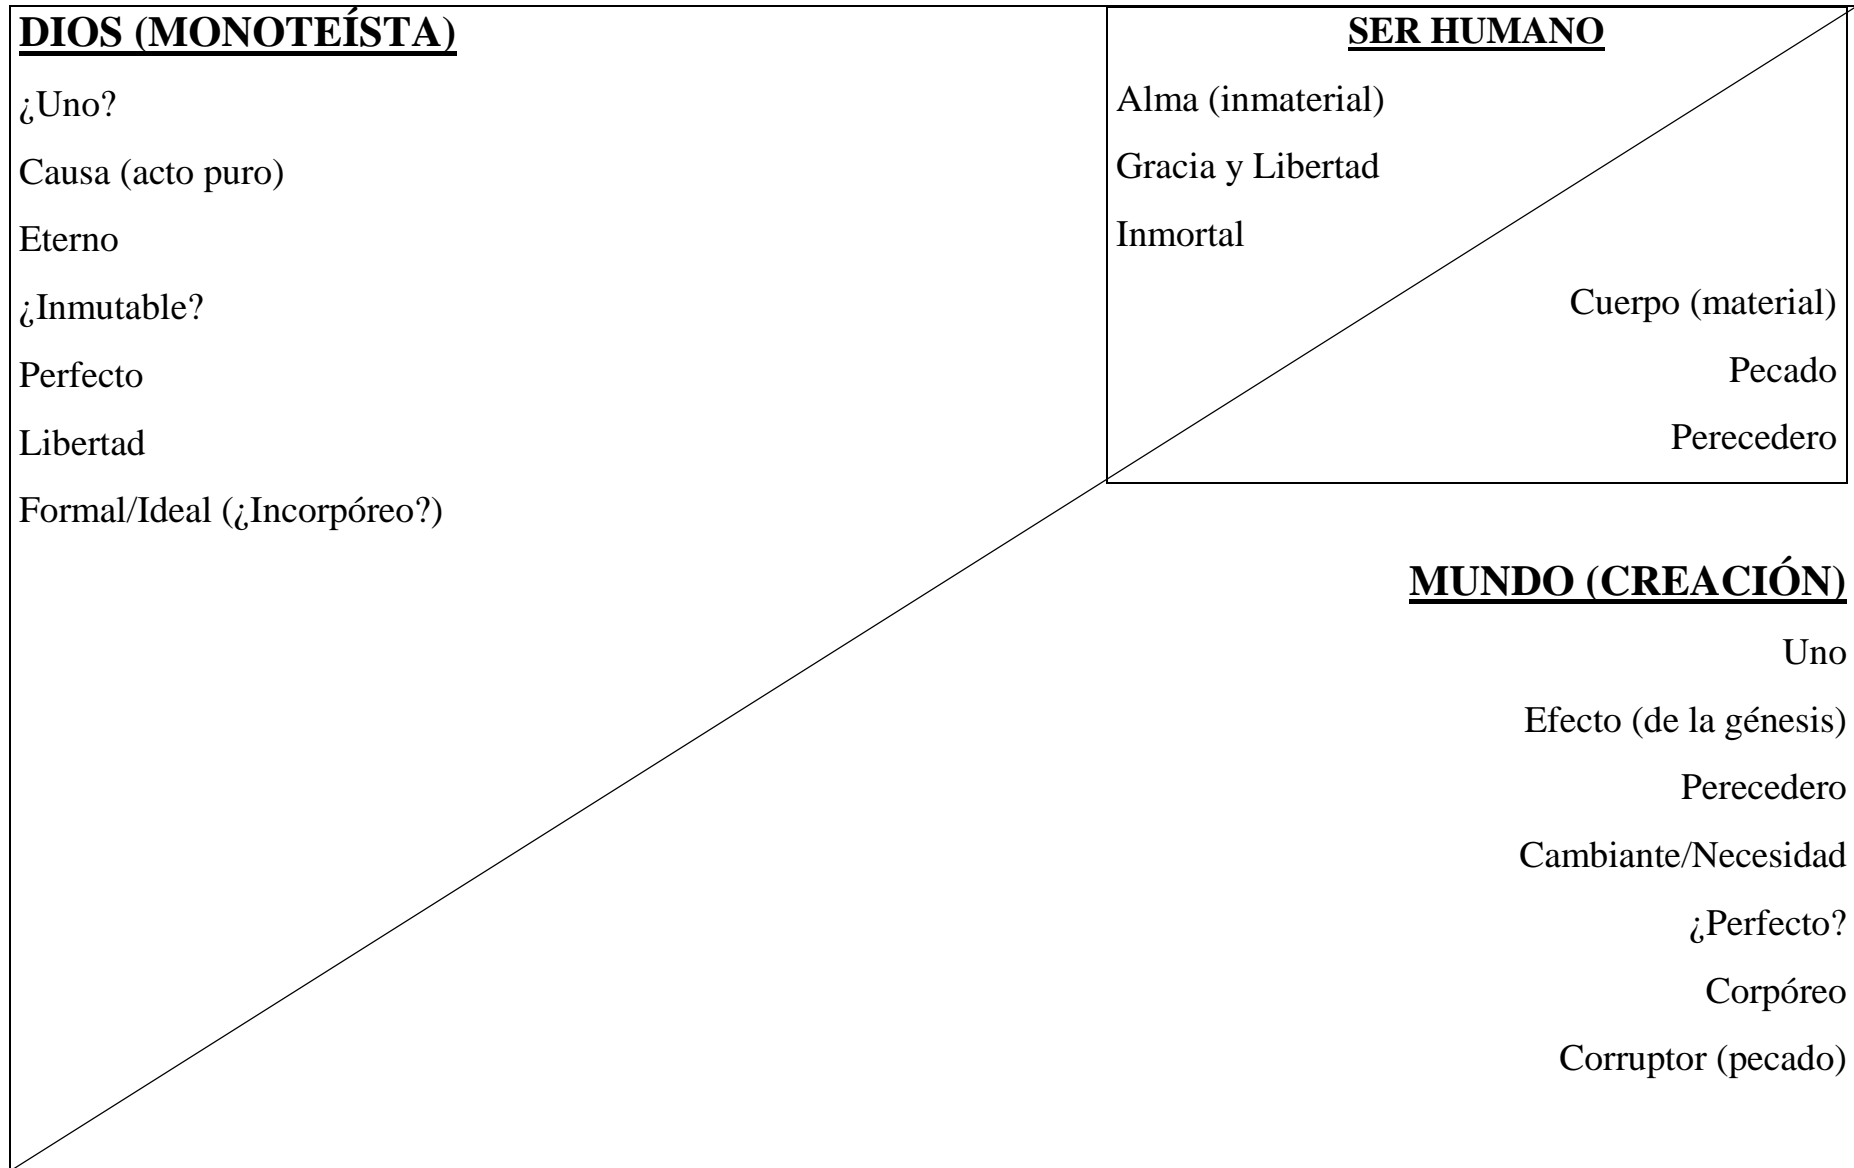 DIOS (MONOTEÍSTA)
¿Uno?
Causa (acto puro)
Eterno
¿Inmutable?
Perfecto
Libertad
Formal/Ideal (¿Incorpóreo?)
SER HUMANO
Alma (inmaterial)
Gracia y Libertad
Inmortal
Cuerpo (material)
Pecado
Perecedero
MUNDO (CREACIÓN)
Uno
Efecto (de la génesis)
Perecedero
Cambiante/Necesidad
¿Perfecto?
Corpóreo
Corruptor (pecado)